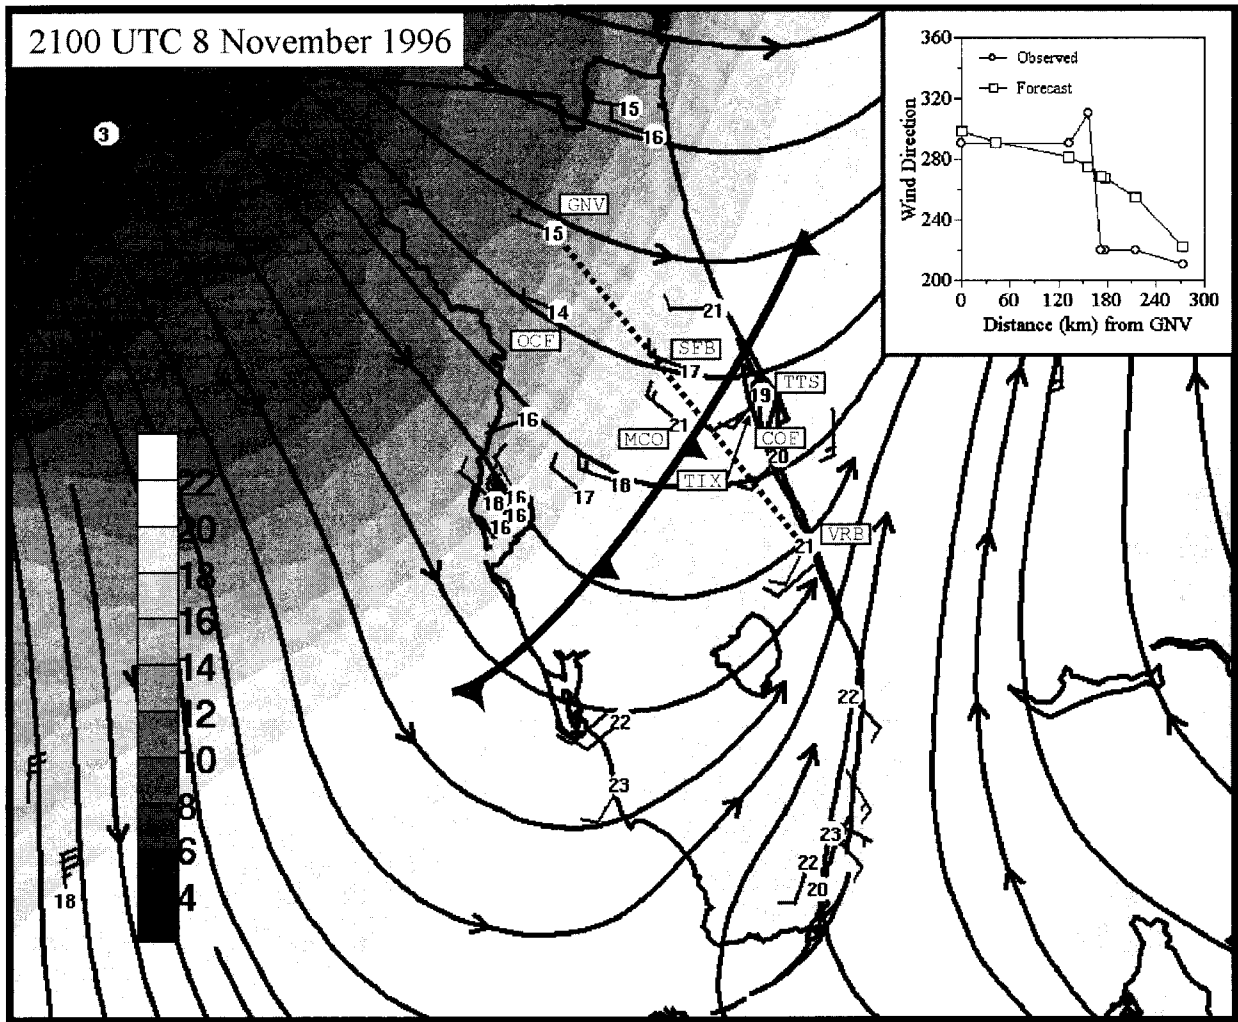 2100 UTC 8 November 1996
360
320
280
240
200
Wind Direction
Observed
Forecast
0 60 120 180 240 300
Distance (km) from GNV
3
15
16
GNV
15
14
21
OCF
SFB
17
TTS
19
16
21
MCO
COF
20
TIX
18
17
16
18
16
16
VRB
21
22
20
18
16
14
12
10
8
6
4
22
22
23
23
22
20
18